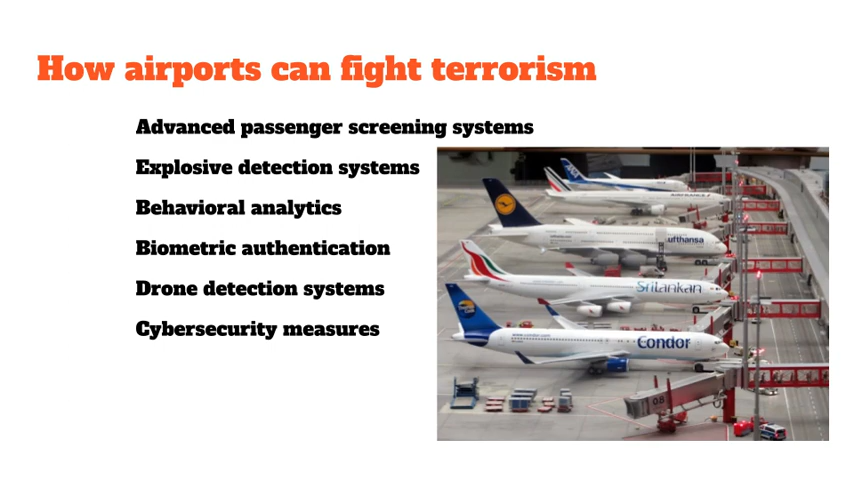 How airports can fight terrorism
Advanced passenger screening systems
Explosive detection systems
Behavioral analytics
Biometric authentication
Drone detection systems
Cybersecurity measures
ufthansa
SriLankan
Condor